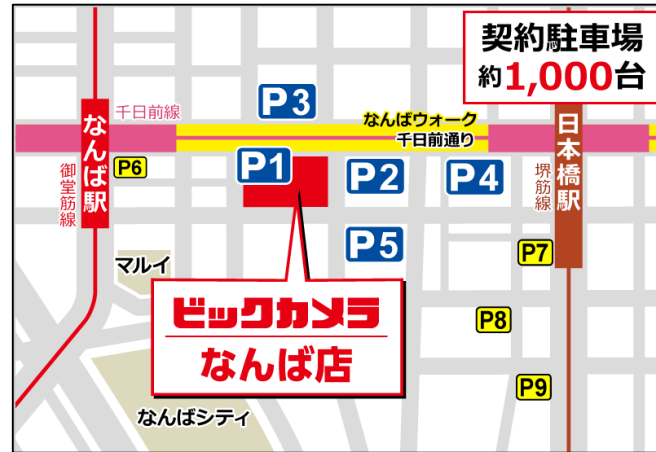 契約駐車場
約1,000台
P3
千日前線
なんばウォーク
千日前通り
なんば駅
御堂筋線
P6
P1
P2
P4
日本橋駅
堺筋線
P5
P7
マルイ
ビックカメラ
なんば店
P8
P9
なんばシティ